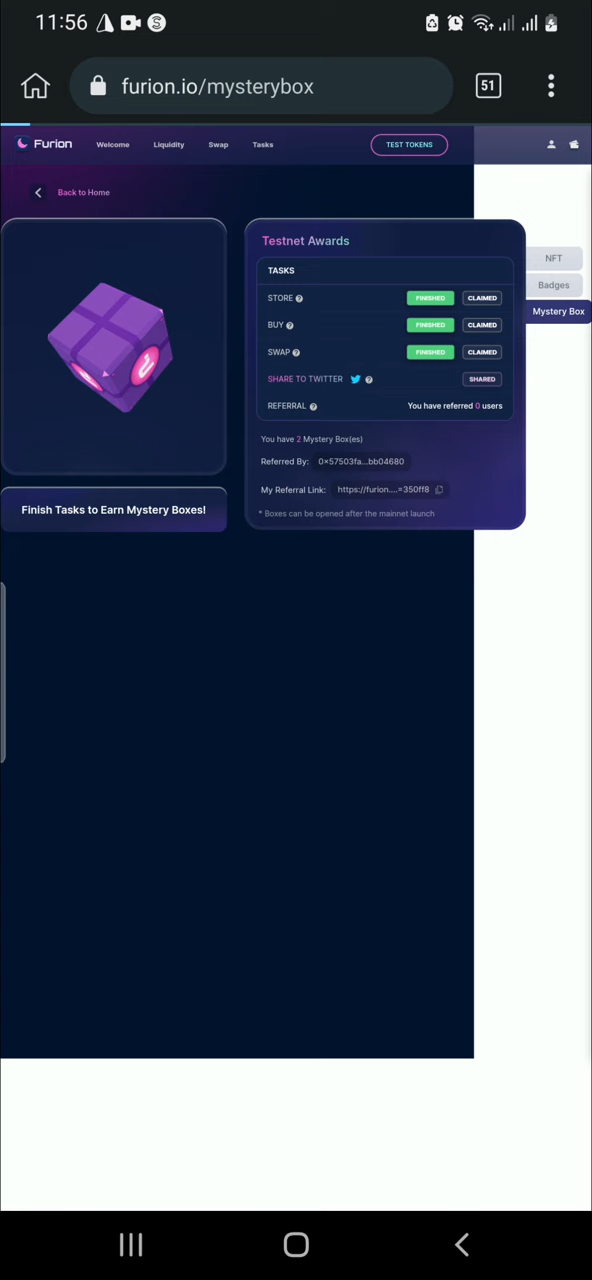 11:56
furion.io/mysterybox
51
Furion
Welcome
Liquidity
Swap
Tasks
TEST TOKENS
Back to Home
Testnet Awards
TASKS
STORE ?
FINISHED
CLAIMED
BUY ?
FINISHED
CLAIMED
SWAP ?
FINISHED
CLAIMED
SHARE TO TWITTER ?
SHARED
REFERRAL ?
You have referred 0 users
You have 2 Mystery Box(es)
Referred By: 0x57503fa...bb04680
My Referral Link: https://furion....=350ff8
* Boxes can be opened after the mainnet launch
Finish Tasks to Earn Mystery Boxes!
NFT
Badges
Mystery Box